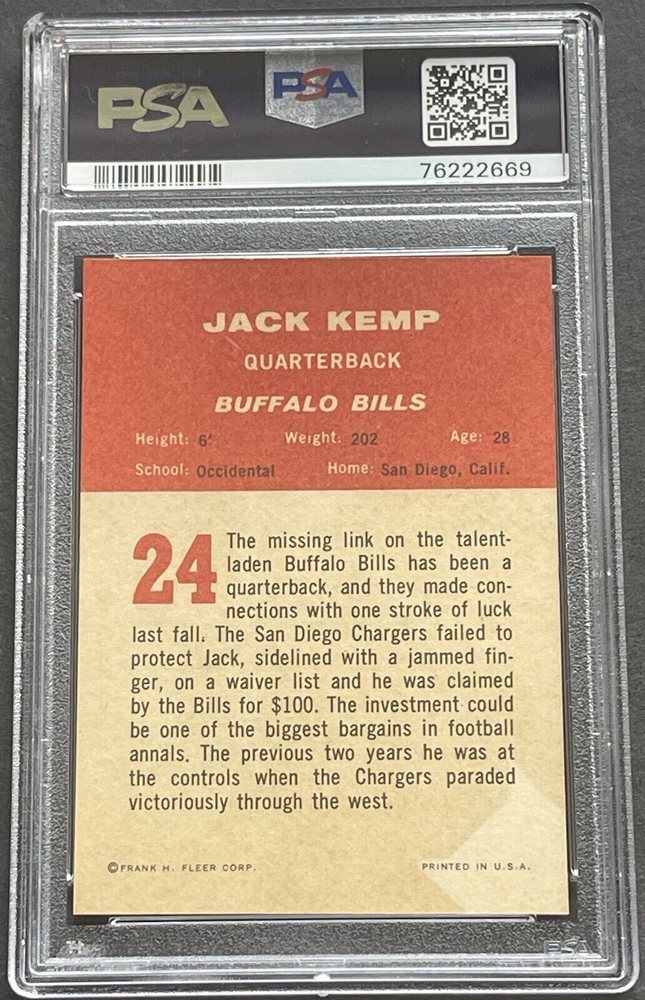 PSA
PSA
76222669
JACK KEMP
QUARTERBACK
BUFFALO BILLS
Height: 6' Weight: 202 Age: 28
School: Occidental Home: San Diego, Calif.
24 The missing link on the talent-
laden Buffalo Bills has been a
quarterback, and they made con-
nections with one stroke of luck
last fall. The San Diego Chargers failed to
protect Jack, sidelined with a jammed fin-
ger, on a waiver list and he was claimed
by the Bills for $100. The investment could
be one of the biggest bargains in football
annals. The previous two years he was at
the controls when the Chargers paraded
victoriously through the west.
©FRANK H. FLEER CORP. PRINTED IN U.S.A.
PSA